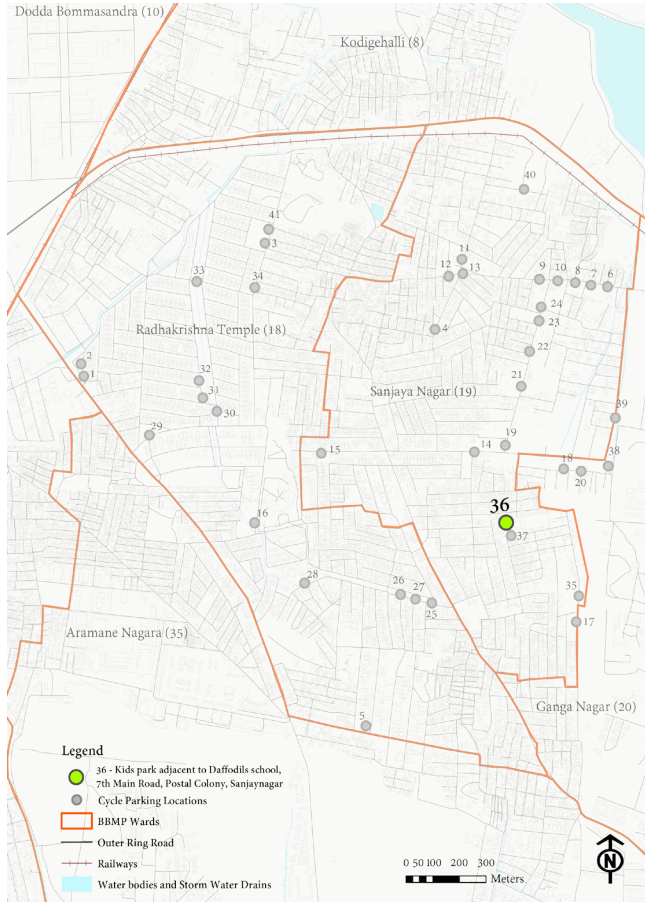 Dodda Bommasandra (10)
Kodigehalli (8)
40
41
3
11
12
13
9 10 8 7 6
33
34
24
23
4
Radhakrishna Temple (18)
22
2
1
32
21
Sanjaya Nagar (19)
31
30
39
29
19
15
14
18
38
20
36
16
37
28
26
27
25
35
17
Aramane Nagara (35)
Ganga Nagar (20)
5
Legend
36 - Kids park adjacent to Daffodils school,
7th Main Road, Postal Colony, Sanjaynagar
Cycle Parking Locations
BBMP Wards
Outer Ring Road
Railways
Water bodies and Storm Water Drains
0 50 100 200 300
Meters
N